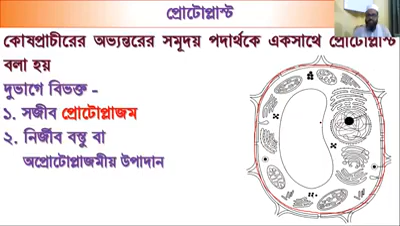 প্রোটোপ্লাস্ট
কোষপ্রাচীরের অভ্যন্তরের সমূদয় পদার্থকে একসাথে প্রোটোপ্লাস্ট
বলা হয়
দুভাগে বিভক্ত -
১. সজীব প্রোটোপ্লাজম
২. নির্জীব বস্তু বা
অপ্রোটোপ্লাজমীয় উপাদান